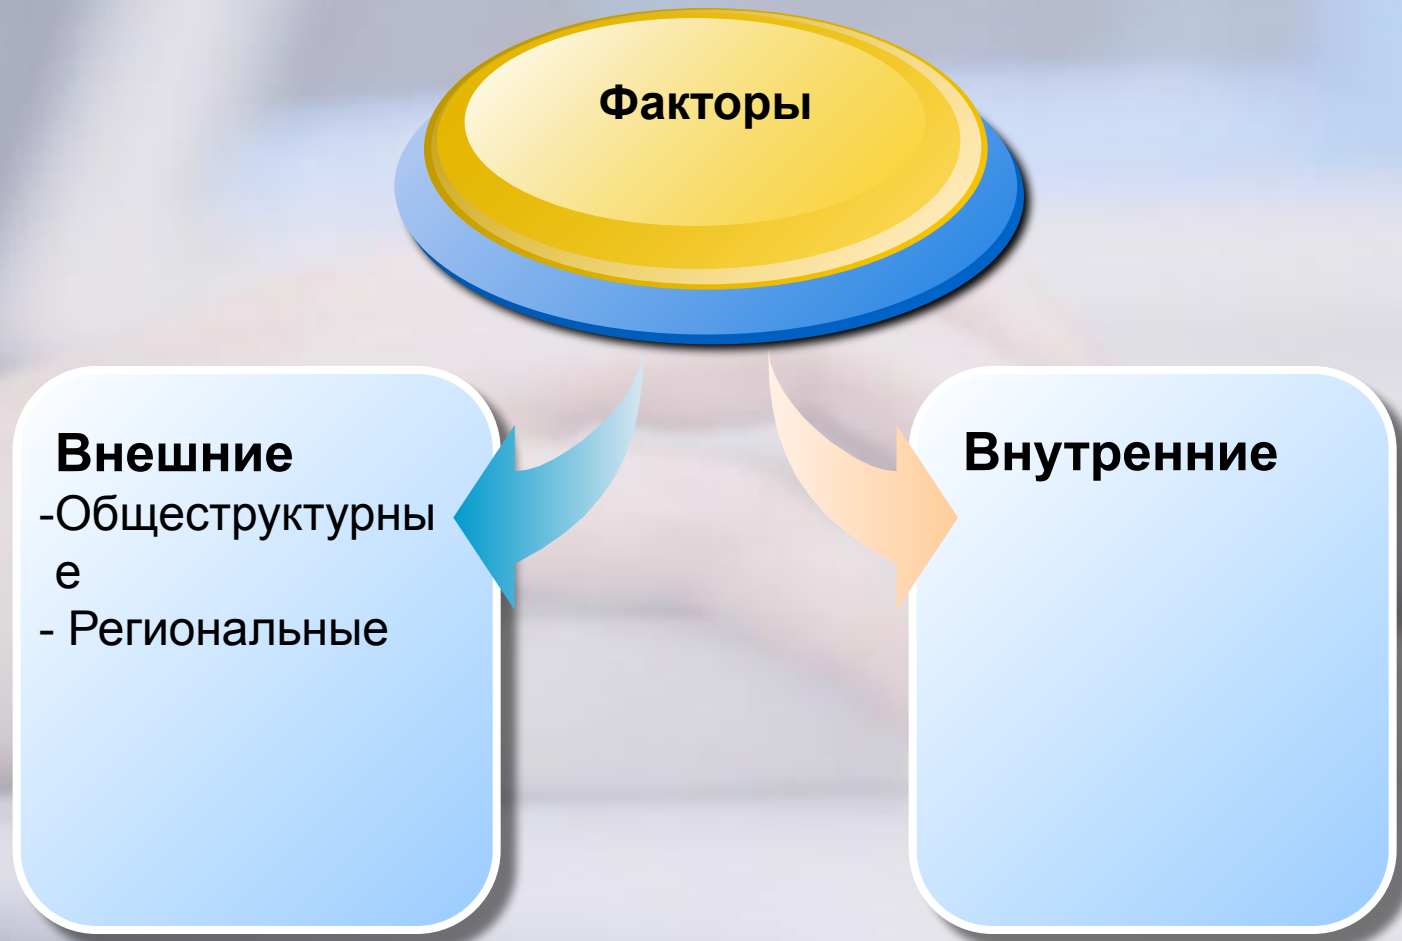 Факторы
Внешние
-Общеструктурны
е
- Региональные
Внутренние